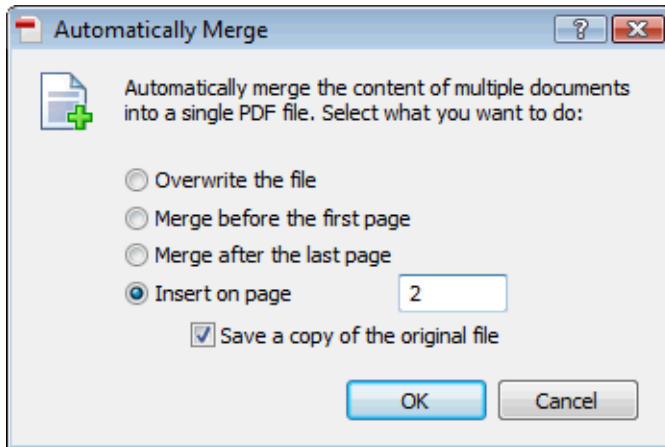 Automatically Merge
Automatically merge the content of multiple documents
into a single PDF file. Select what you want to do:
Overwrite the file
Merge before the first page
Merge after the last page
Insert on page 2
Save a copy of the original file
OK Cancel